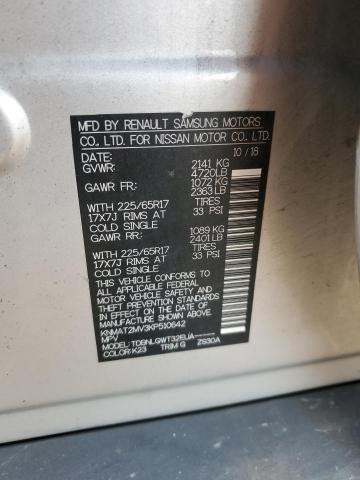 MFD BY RENAULT SAMSUNG MOTORS
CO. LTD. FOR NISSAN MOTOR CO. LTD.
DATE: 10 / 18
GVWR: 2141 KG
4720LB
GAWR FR: 1072 KG
2363LB
WITH 225/65R17 TIRES
17X7J RIMS AT 33 PSI
COLD SINGLE
GAWR RR: 1089 KG
2401LB
WITH 225/65R17 TIRES
17X7J RIMS AT 33 PSI
COLD SINGLE
THIS VEHICLE CONFORMS TO
ALL APPLICABLE FEDERAL
MOTOR VEHICLE SAFETY AND
THEFT PREVENTION STANDARDS
IN EFFECT ON THE DATE OF
MANUFACTURE SHOWN ABOVE.
KNMAT2MV3KP510642
MPV
MODEL: TDBNLGWT32EUA-----
COLOR: K23 TRIM G ZS30A